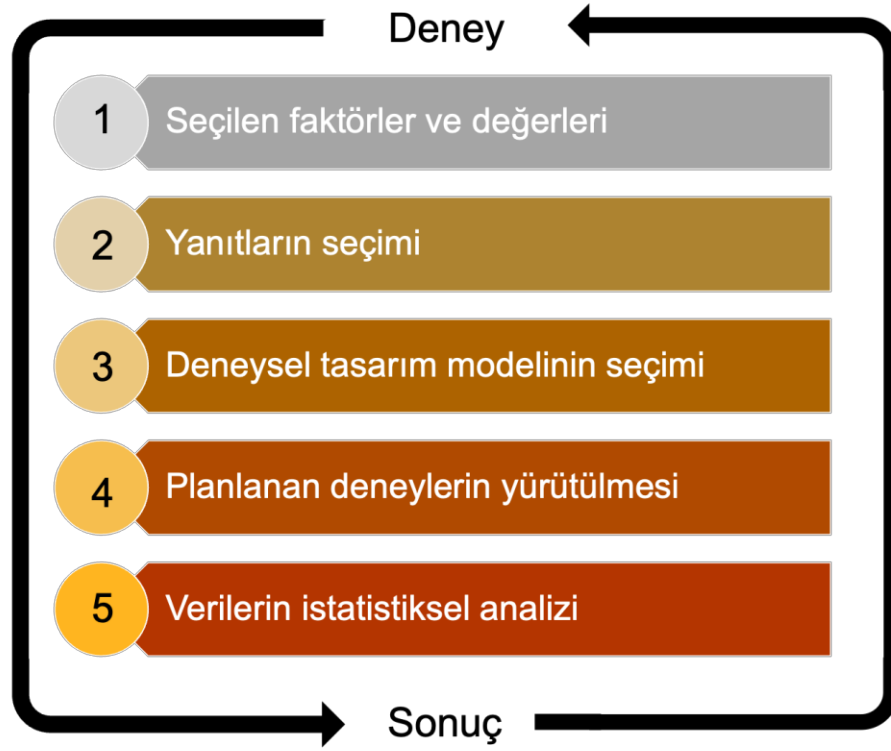 Deney
1
Seçilen faktörler ve değerleri
2
Yanıtların seçimi
3
Deneysel tasarım modelinin seçimi
4
Planlanan deneylerin yürütülmesi
5
Verilerin istatistiksel analizi
Sonuç